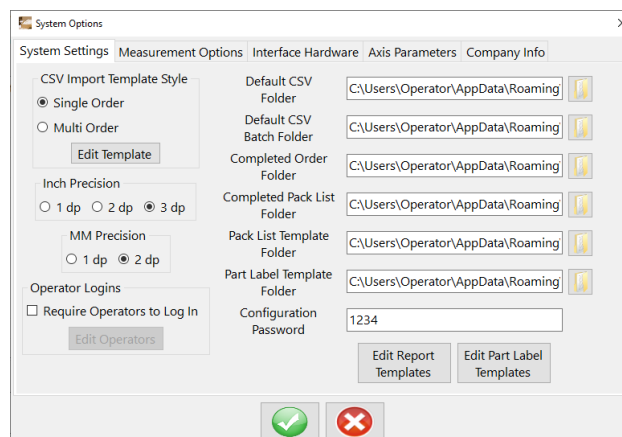 System Options
System Settings Measurement Options Interface Hardware Axis Parameters Company Info
CSV Import Template Style
Single Order
Multi Order
Edit Template
Inch Precision
1 dp 2 dp 3 dp
MM Precision
1 dp 2 dp
Operator Logins
Require Operators to Log In
Edit Operators
Default CSV
Folder
C:\Users\Operator\AppData\Roaming
Default CSV
Batch Folder
C:\Users\Operator\AppData\Roaming
Completed Order
Folder
C:\Users\Operator\AppData\Roaming
Completed Pack List
Folder
C:\Users\Operator\AppData\Roaming
Pack List Template
Folder
C:\Users\Operator\AppData\Roaming
Part Label Template
Folder
C:\Users\Operator\AppData\Roaming
Configuration
Password
1234
Edit Report
Templates
Edit Part Label
Templates